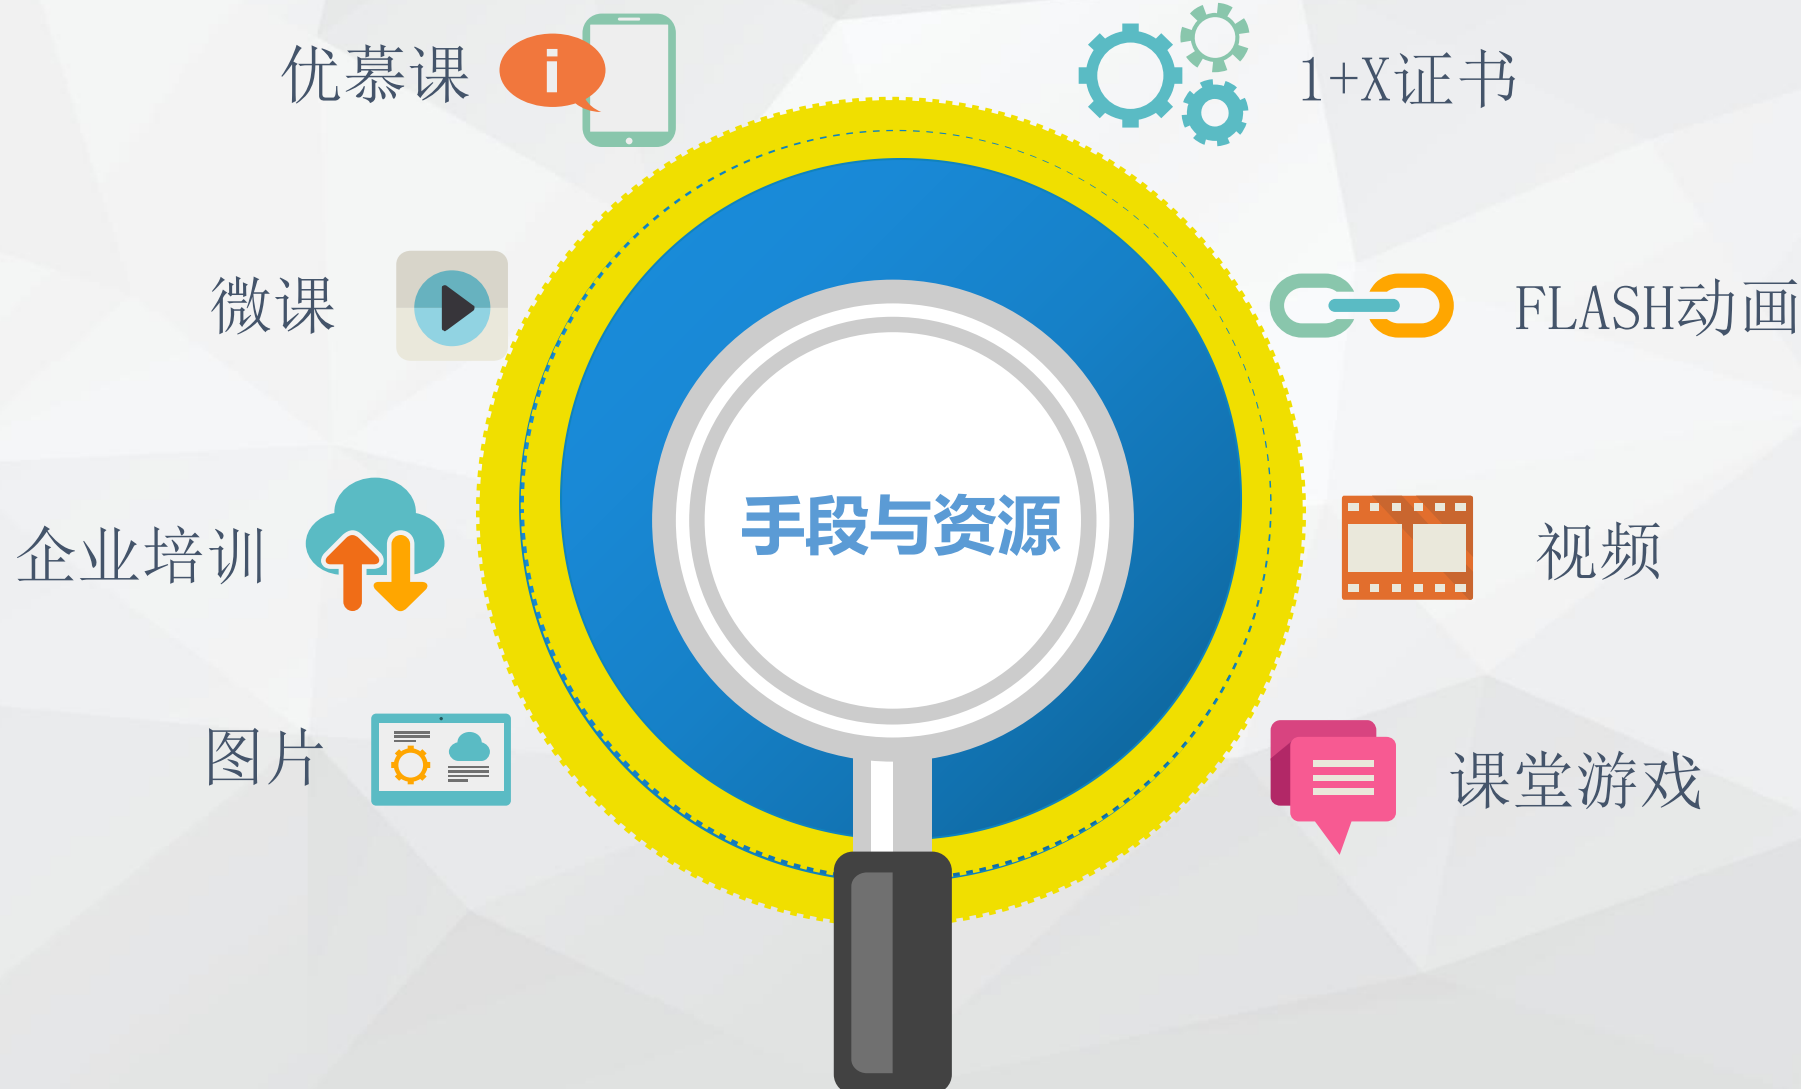 优慕课
1+X证书
微课
FLASH动画
手段与资源
企业培训
视频
图片
课堂游戏